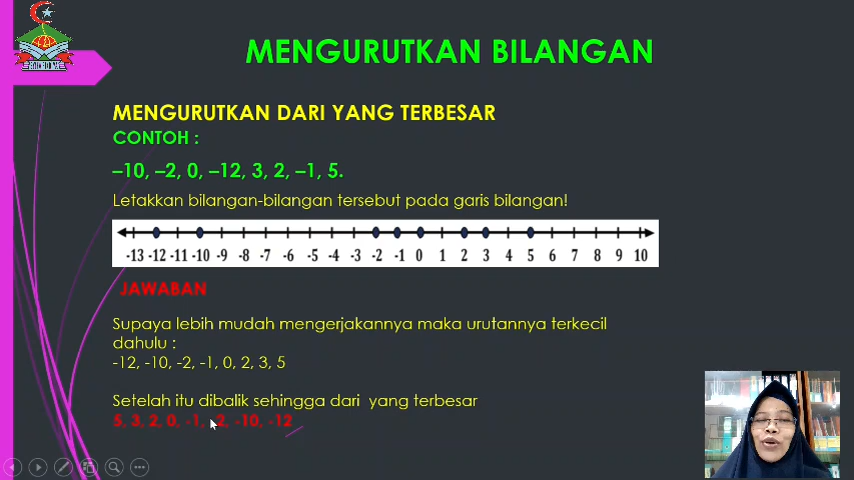 MENGURUTKAN BILANGAN
MENGURUTKAN DARI YANG TERBESAR
CONTOH :
–10, –2, 0, –12, 3, 2, –1, 5.
Letakkan bilangan-bilangan tersebut pada garis bilangan!
-13 -12 -11 -10 -9 -8 -7 -6 -5 -4 -3 -2 -1 0 1 2 3 4 5 6 7 8 9 10
JAWABAN
Supaya lebih mudah mengerjakannya maka urutannya terkecil
dahulu :
-12, -10, -2, -1, 0, 2, 3, 5
Setelah itu dibalik sehingga dari yang terbesar
5, 3, 2, 0, -1, -2, -10, -12